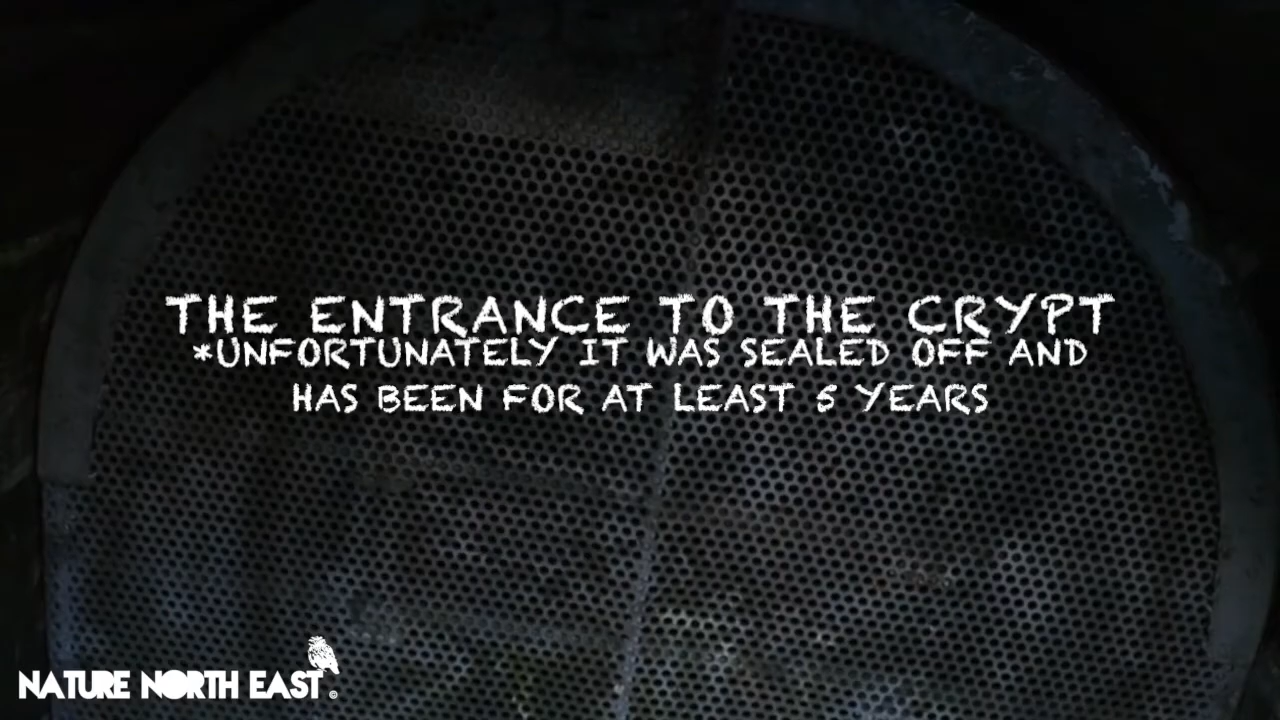 THE ENTRANCE TO THE CRYPT
*UNFORTUNATELY IT WAS SEALED OFF AND
HAS BEEN FOR AT LEAST 5 YEARS
NATURE NORTH EAST ©